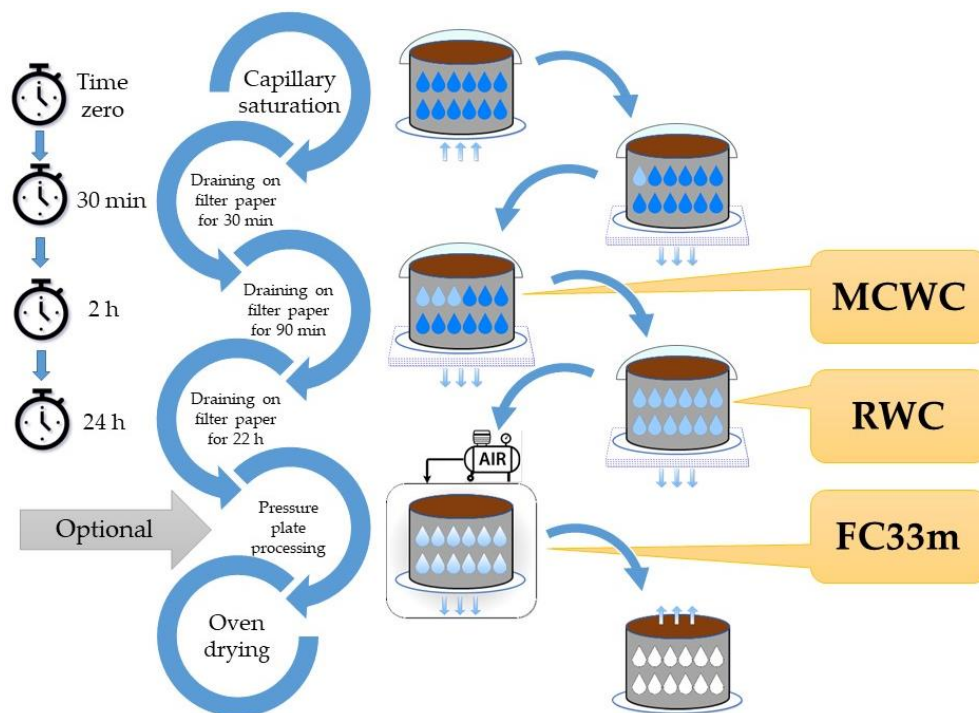 Time
zero
30 min
2 h
24 h
Capillary
saturation
Draining on
filter paper
for 30 min
Draining on
filter paper
for 90 min
Draining on
filter paper
for 22 h
Optional
Pressure
plate
processing
Oven
drying
AIR
MCWC
RWC
FC33m